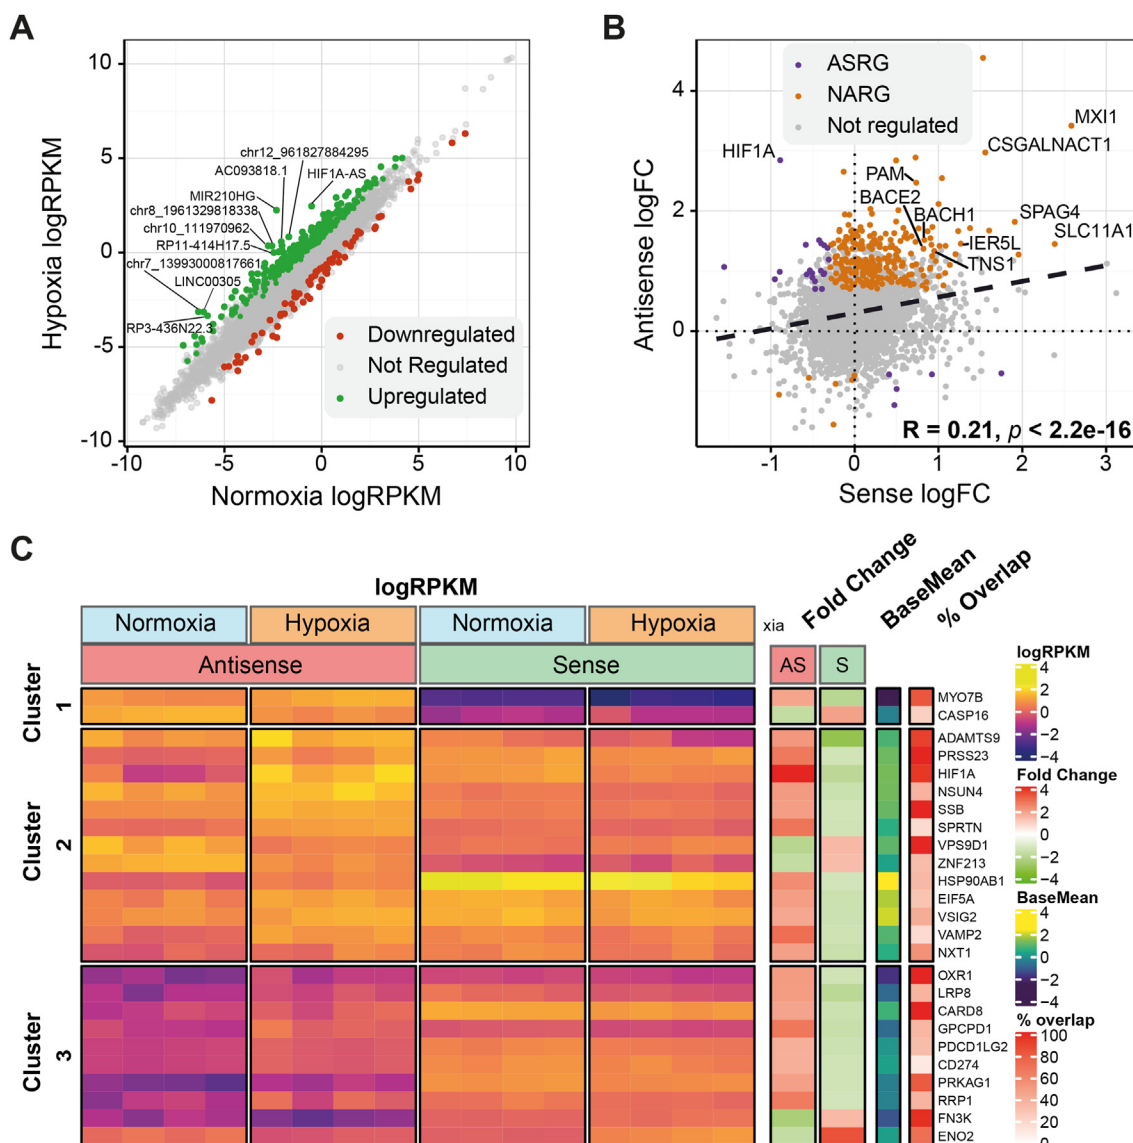 A
10
5
0
-5
-10
Hypoxia logRPKM
chr12_961827884295
AC093818.1
HIF1A-AS
MIR210HG
chr8_1961329818338
chr10_111970962
RP11-414H17.5
chr7_13993000817661
LINC00305
RP3-436N22.3
Downregulated
Not Regulated
Upregulated
-10
-5
0
5
10
Normoxia logRPKM
B
4
2
0
Antisense logFC
ASRG
NARG
Not regulated
MXI1
HIF1A
CSGALNACT1
PAM
BACE2
BACH1
SPAG4
SLC11A1
IER5L
TNS1
R = 0.21, p < 2.2e-16
-1
0
1
2
3
Sense logFC
C
logRPKM
Fold Change
BaseMean
% Overlap
Normoxia
Hypoxia
Normoxia
Hypoxia
xia
Antisense
Sense
AS
S
Cluster
1
MYO7B
CASP16
Cluster
2
ADAMTS9
PRSS23
HIF1A
NSUN4
SSB
SPRTN
VPS9D1
ZNF213
HSP90AB1
EIF5A
VSIG2
VAMP2
NXT1
Cluster
3
OXR1
LRP8
CARD8
GPCPD1
PDCD1LG2
CD274
PRKAG1
RRP1
FN3K
ENO2
logRPKM
4
2
0
−2
−4
Fold Change
4
2
0
−2
−4
BaseMean
4
2
0
−2
−4
% overlap
100
80
60
40
20
0